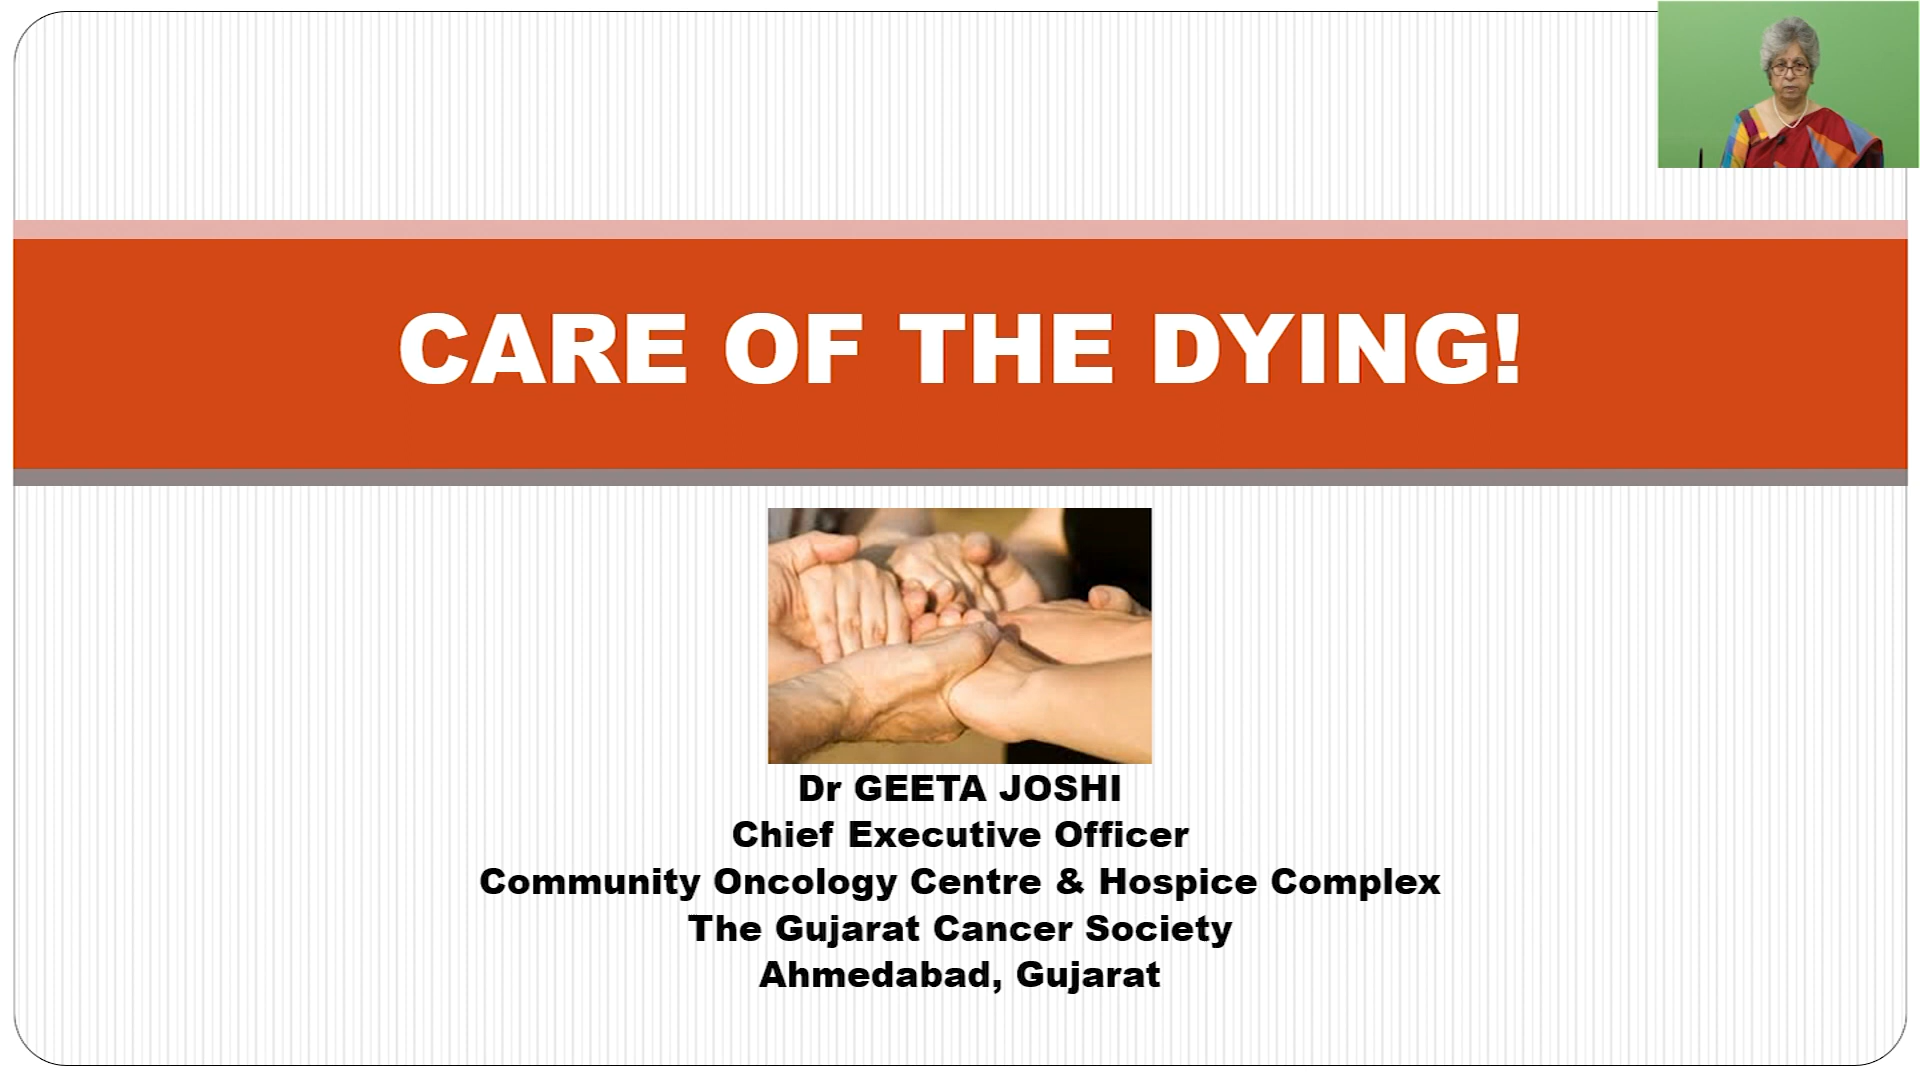 CARE OF THE DYING!
Dr GEETA JOSHI
Chief Executive Officer
Community Oncology Centre & Hospice Complex
The Gujarat Cancer Society
Ahmedabad, Gujarat